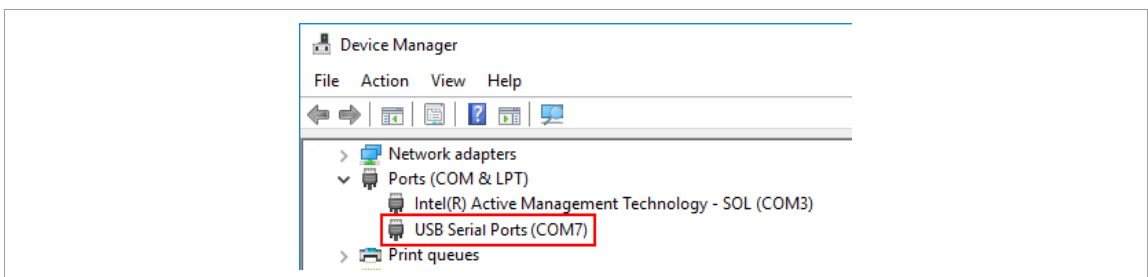 Device Manager
File Action View Help
Network adapters
Ports (COM & LPT)
Intel(R) Active Management Technology - SOL (COM3)
USB Serial Ports (COM7)
Print queues